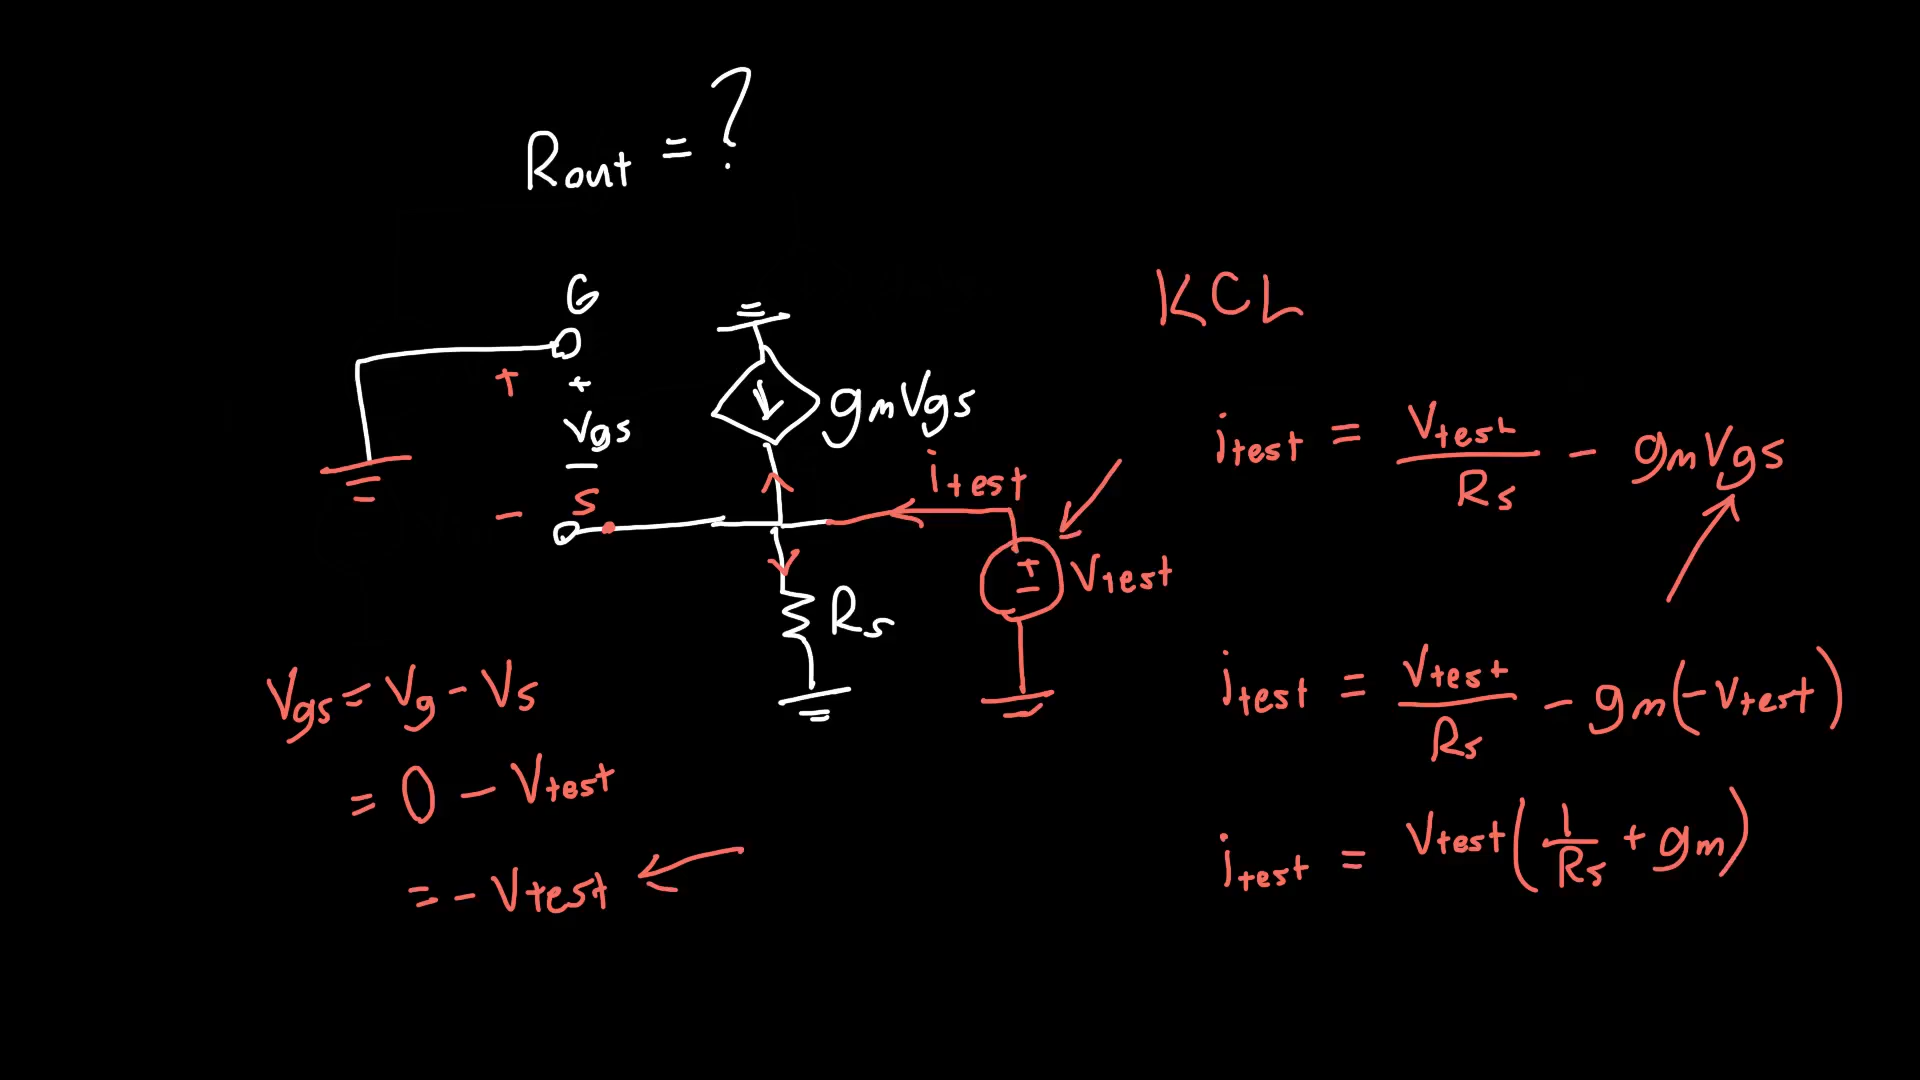 Rout = ?
G
+
+
Vgs
−
−
S
gmVgs
itest
+
−
Vtest
Rs
Vgs = Vg - Vs
= 0 - Vtest
= - Vtest
KCL
itest = Vtest/Rs - gmVgs
itest = Vtest/Rs - gm(-Vtest)
itest = Vtest(1/Rs + gm)